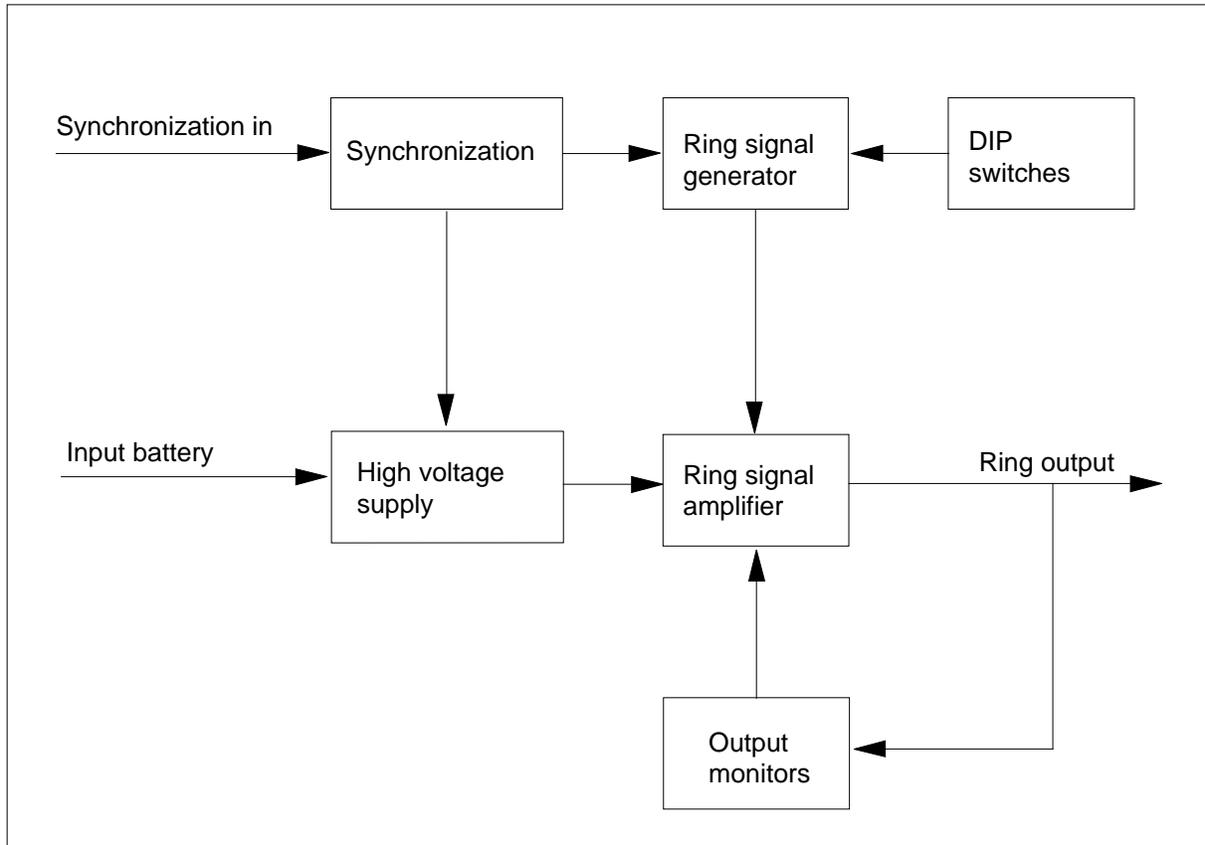 Synchronization in
Synchronization
Ring signal
generator
DIP
switches
Input battery
High voltage
supply
Ring signal
amplifier
Ring output
Output
monitors